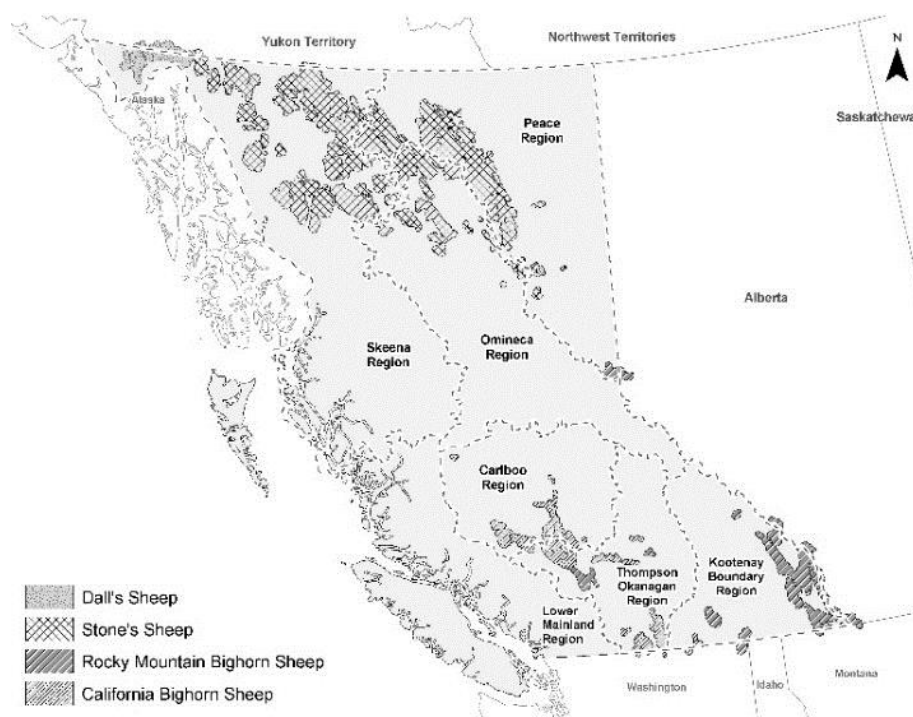 Yukon Territory
Northwest Territories
N
Alaska
Peace
Region
Saskatchewa
Alberta
Skeena
Region
Omineca
Region
Cariboo
Region
Thompson
Okanagan
Region
Kootenay
Boundary
Region
Lower
Mainland
Region
Dall's Sheep
Stone's Sheep
Rocky Mountain Bighorn Sheep
California Bighorn Sheep
Washington
Idaho
Montana